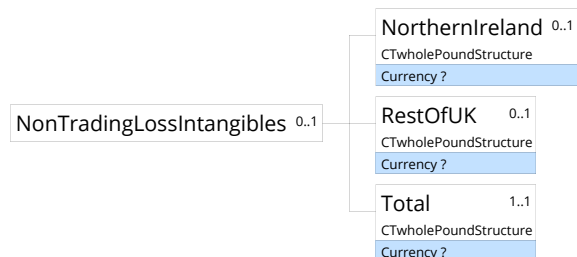 NorthernIreland 0..1
CTwholePoundStructure
Currency ?
NonTradingLossIntangibles 0..1
RestOfUK 0..1
CTwholePoundStructure
Currency ?
Total 1..1
CTwholePoundStructure
Currency ?